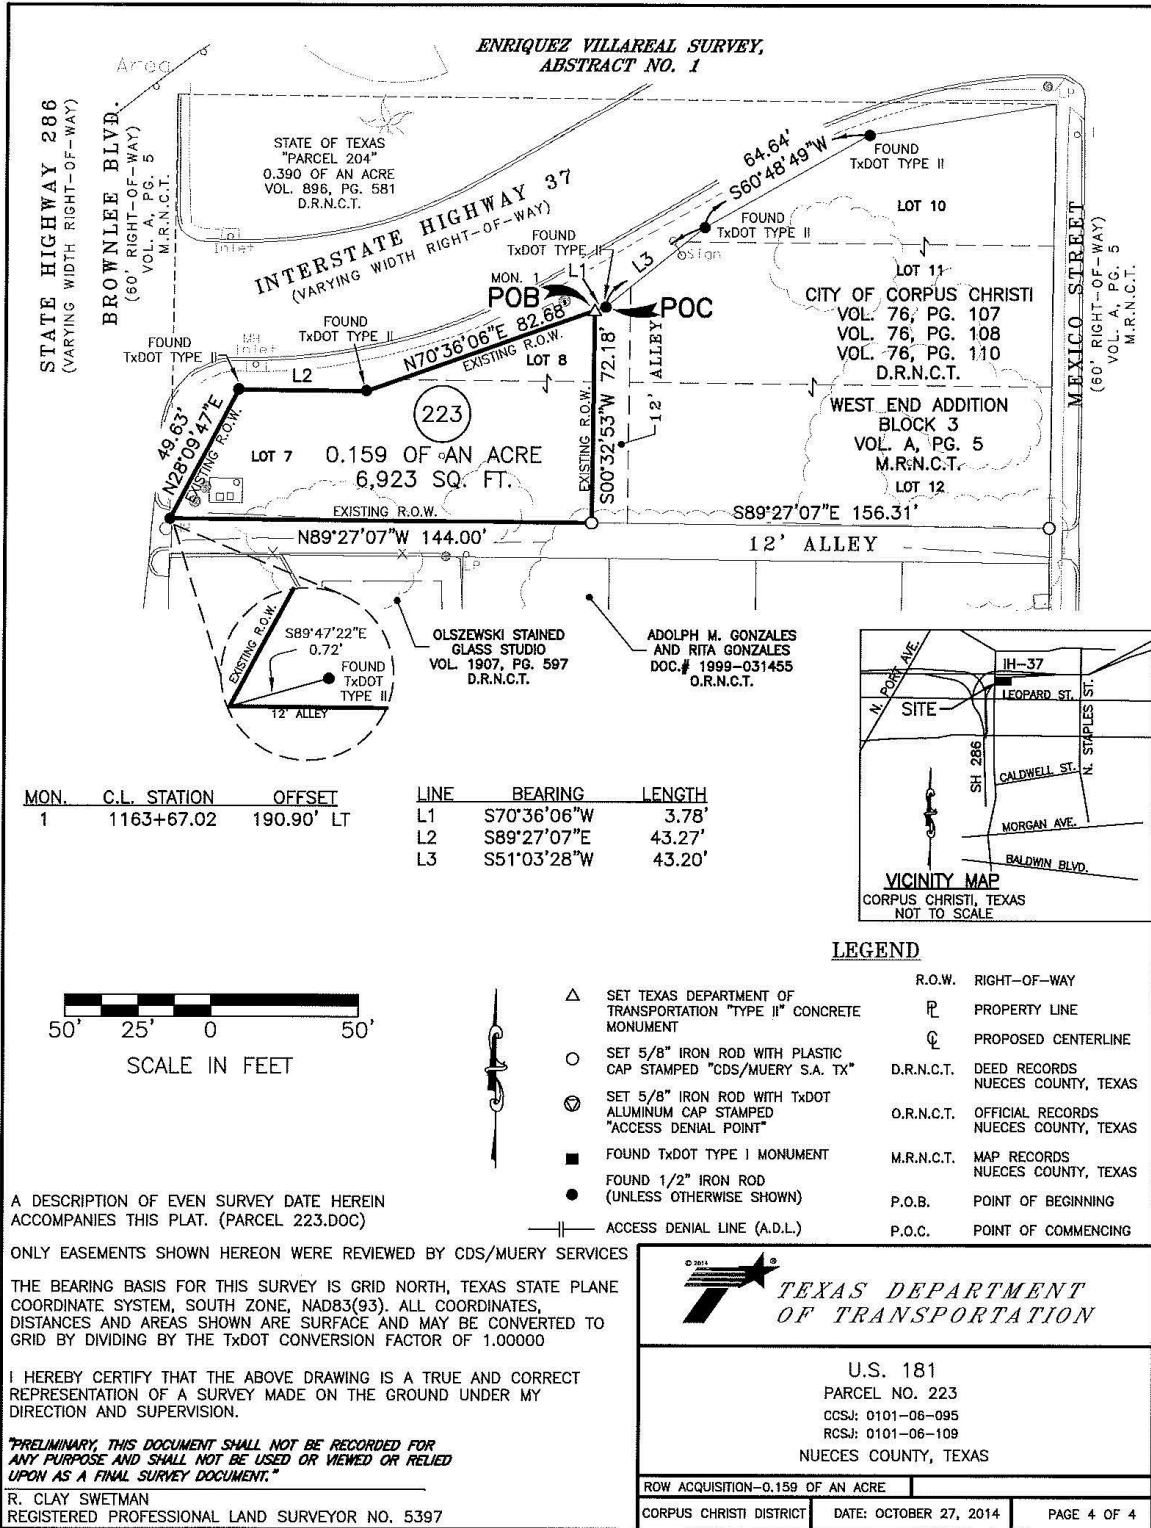 ENRIQUEZ VILLAREAL SURVEY,
ABSTRACT NO. 1
Area
STATE HIGHWAY 286
(VARYING WIDTH RIGHT-OF-WAY)
BROWNLEE BLVD.
(60' RIGHT-OF-WAY)
VOL. A, PG. 5
M.R.N.C.T.
STATE OF TEXAS
"PARCEL 204"
0.390 OF AN ACRE
VOL. 896, PG. 581
D.R.N.C.T.
Inlet
INTERSTATE HIGHWAY 37
(VARYING WIDTH RIGHT-OF-WAY)
64.64'
S60°48'49"W
FOUND
TxDOT TYPE II
LOT 10
FOUND
TxDOT TYPE II
FOUND
TxDOT TYPE II
Sign
L3
L1
MON. 1
POB
POC
LOT 11
CITY OF CORPUS CHRISTI
VOL. 76, PG. 107
VOL. 76, PG. 108
VOL. 76, PG. 110
D.R.N.C.T.
WEST END ADDITION
BLOCK 3
VOL. A, PG. 5
M.R.N.C.T.
LOT 12
MEXICO STREET
(60' RIGHT-OF-WAY)
VOL. A, PG. 5
M.R.N.C.T.
Lp
FOUND
TxDOT TYPE II
FOUND
TxDOT TYPE II
MH
Inlet
L2
N70°36'06"E 82.68'
EXISTING R.O.W.
LOT 8
S00°32'53"W 72.18'
EXISTING R.O.W.
12' ALLEY
49.63'
N28°09'47"E
EXISTING R.O.W.
223
LOT 7
0.159 OF AN ACRE
6,923 SQ. FT.
EXISTING R.O.W.
N89°27'07"W 144.00'
S89°27'07"E 156.31'
12' ALLEY
Lp
EXISTING R.O.W.
S89°47'22"E
0.72'
FOUND
TxDOT
TYPE II
12' ALLEY
OLSZEWSKI STAINED
GLASS STUDIO
VOL. 1907, PG. 597
D.R.N.C.T.
ADOLPH M. GONZALES
AND RITA GONZALES
DOC.# 1999-031455
O.R.N.C.T.
N. PORT AVE.
IH-37
LEOPARD ST.
SITE
SH 286
N. STAPLES ST.
CALDWELL ST.
MORGAN AVE.
BALDWIN BLVD.
VICINITY MAP
CORPUS CHRISTI, TEXAS
NOT TO SCALE
MON. C.L. STATION OFFSET
1 1163+67.02 190.90' LT
LINE BEARING LENGTH
L1 S70°36'06"W 3.78'
L2 S89°27'07"E 43.27'
L3 S51°03'28"W 43.20'
50' 25' 0 50'
SCALE IN FEET
LEGEND
SET TEXAS DEPARTMENT OF
TRANSPORTATION "TYPE II" CONCRETE
MONUMENT
SET 5/8" IRON ROD WITH PLASTIC
CAP STAMPED "CDS/MUERY S.A. TX"
SET 5/8" IRON ROD WITH TxDOT
ALUMINUM CAP STAMPED
"ACCESS DENIAL POINT"
FOUND TxDOT TYPE I MONUMENT
FOUND 1/2" IRON ROD
(UNLESS OTHERWISE SHOWN)
ACCESS DENIAL LINE (A.D.L.)
R.O.W. RIGHT-OF-WAY
PL PROPERTY LINE
CL PROPOSED CENTERLINE
D.R.N.C.T. DEED RECORDS
NUECES COUNTY, TEXAS
O.R.N.C.T. OFFICIAL RECORDS
NUECES COUNTY, TEXAS
M.R.N.C.T. MAP RECORDS
NUECES COUNTY, TEXAS
P.O.B. POINT OF BEGINNING
P.O.C. POINT OF COMMENCING
A DESCRIPTION OF EVEN SURVEY DATE HEREIN
ACCOMPANIES THIS PLAT. (PARCEL 223.DOC)
ONLY EASEMENTS SHOWN HEREON WERE REVIEWED BY CDS/MUERY SERVICES
THE BEARING BASIS FOR THIS SURVEY IS GRID NORTH, TEXAS STATE PLANE
COORDINATE SYSTEM, SOUTH ZONE, NAD83(93). ALL COORDINATES,
DISTANCES AND AREAS SHOWN ARE SURFACE AND MAY BE CONVERTED TO
GRID BY DIVIDING BY THE TxDOT CONVERSION FACTOR OF 1.00000
I HEREBY CERTIFY THAT THE ABOVE DRAWING IS A TRUE AND CORRECT
REPRESENTATION OF A SURVEY MADE ON THE GROUND UNDER MY
DIRECTION AND SUPERVISION.
"PRELIMINARY, THIS DOCUMENT SHALL NOT BE RECORDED FOR
ANY PURPOSE AND SHALL NOT BE USED OR VIEWED OR RELIED
UPON AS A FINAL SURVEY DOCUMENT."
R. CLAY SWETMAN
REGISTERED PROFESSIONAL LAND SURVEYOR NO. 5397
© 2014
®
TEXAS DEPARTMENT
OF TRANSPORTATION
U.S. 181
PARCEL NO. 223
CCSJ: 0101-06-095
RCSJ: 0101-06-109
NUECES COUNTY, TEXAS
ROW ACQUISITION-0.159 OF AN ACRE
CORPUS CHRISTI DISTRICT
DATE: OCTOBER 27, 2014
PAGE 4 OF 4